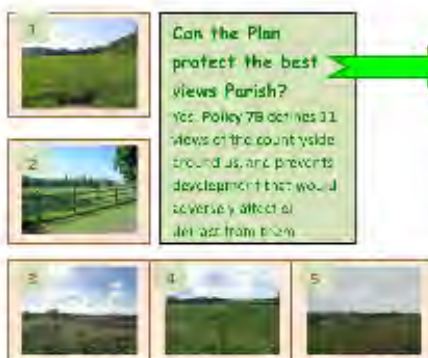 1
Can the Plan
protect the best
views Parish?
Yes. Policy 7B defines 11
views of the countryside
around us, and prevents
development that would
adversely affect or
detract from them
2
3
4
5